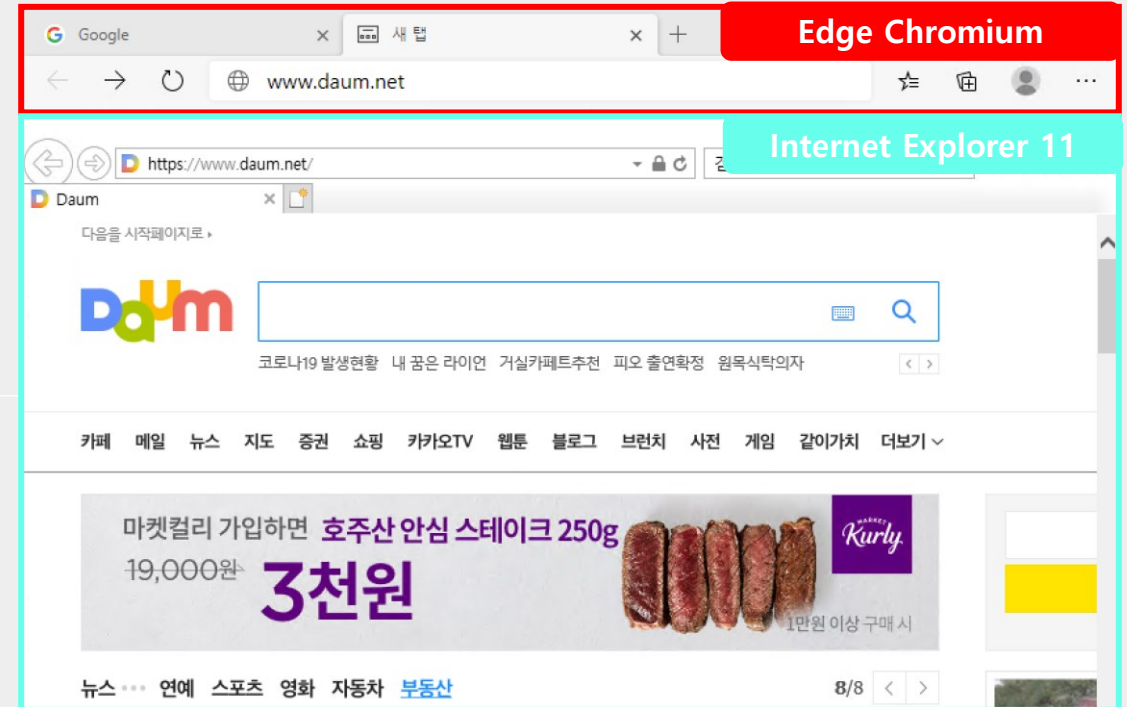 Google
새 탭
Edge Chromium
www.daum.net
Internet Explorer 11
https://www.daum.net/
Daum
다음을 시작페이지로
Daum
코로나19 발생현황 내 꿈은 라이언 거실카페트추천 피오 출연확정 원목식탁의자
카페 메일 뉴스 지도 증권 쇼핑 카카오TV 웹툰 블로그 브런치 사전 게임 같이가치 더보기
마켓컬리 가입하면 호주산 안심 스테이크 250g
19,000원
3천원
MARKET
Kurly
1만원 이상 구매 시
뉴스 연예 스포츠 영화 자동차 부동산 8/8